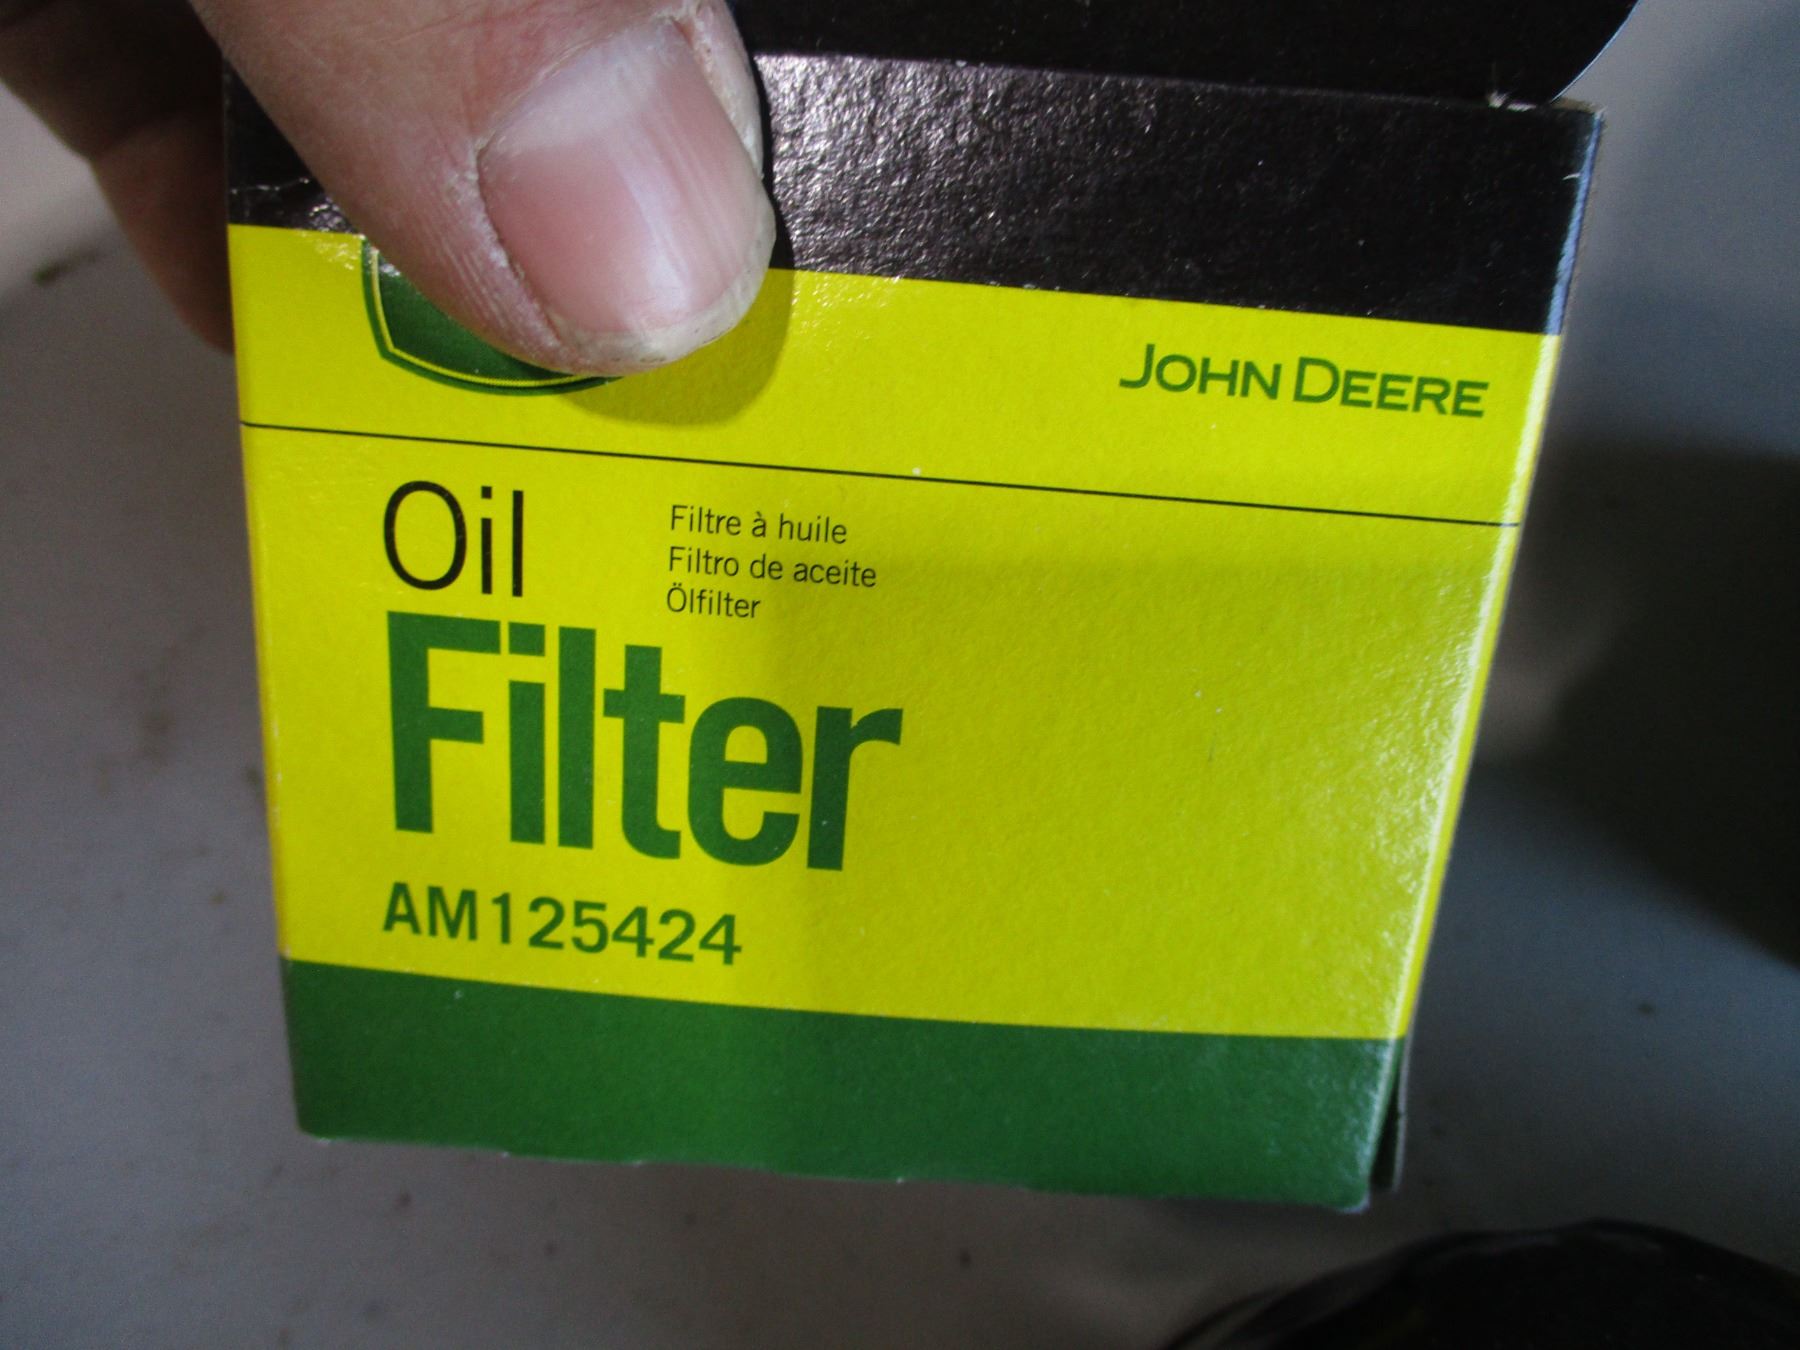 JOHN DEERE
Oil
Filter
Filtre à huile
Filtro de aceite
Ölfilter
AM125424